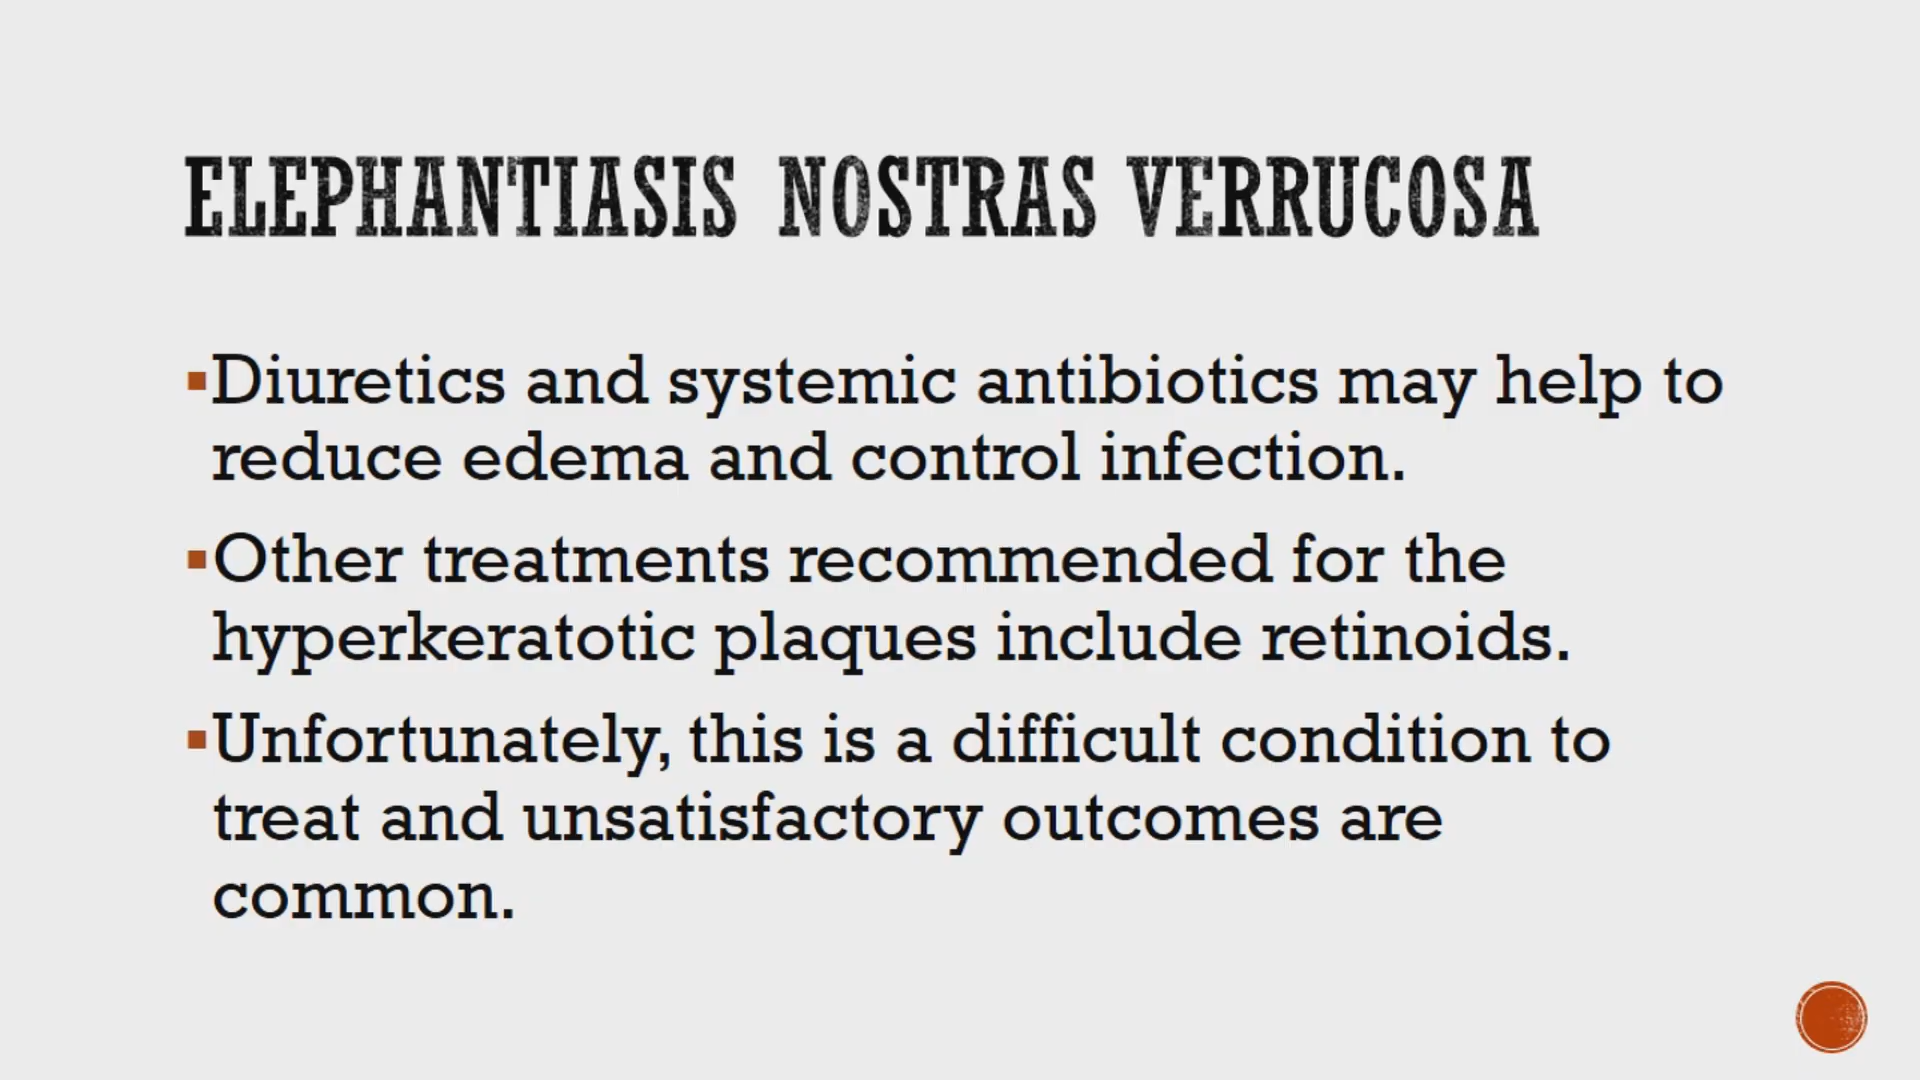 ELEPHANTIASIS NOSTRAS VERRUCOSA
▪Diuretics and systemic antibiotics may help to
reduce edema and control infection.
▪Other treatments recommended for the
hyperkeratotic plaques include retinoids.
▪Unfortunately, this is a difficult condition to
treat and unsatisfactory outcomes are
common.